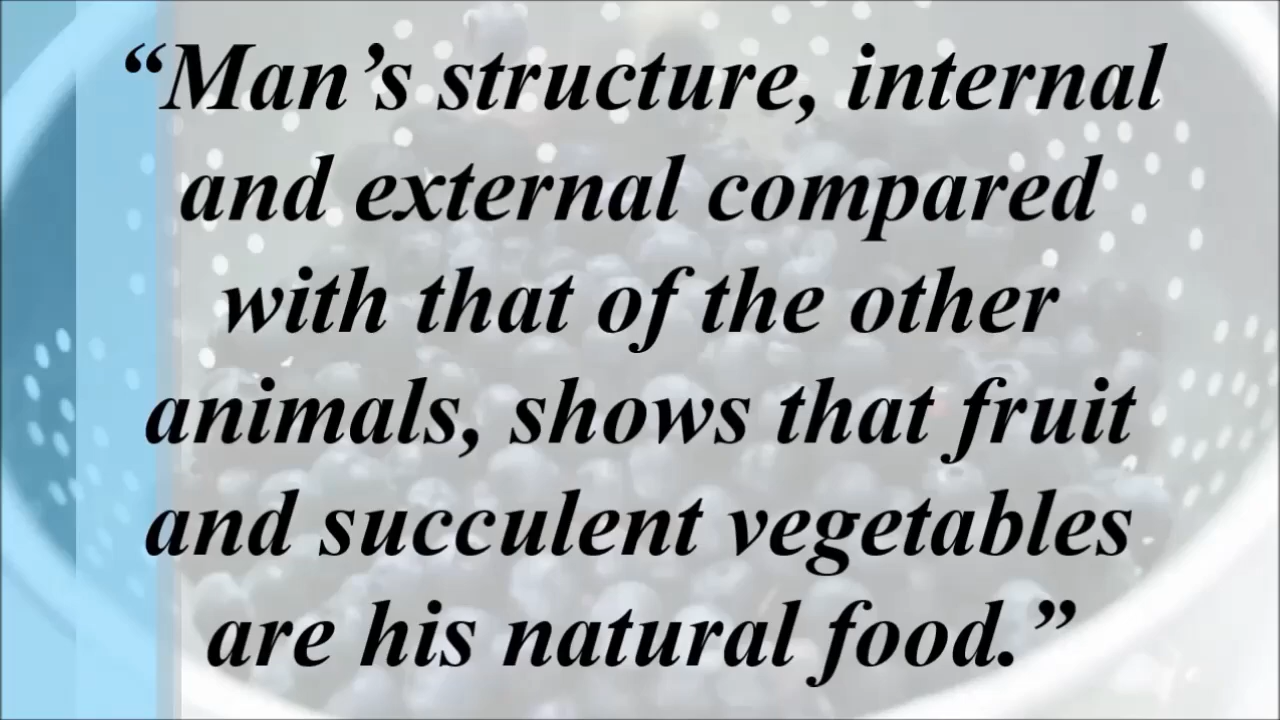 “Man’s structure, internal
and external compared
with that of the other
animals, shows that fruit
and succulent vegetables
are his natural food.”